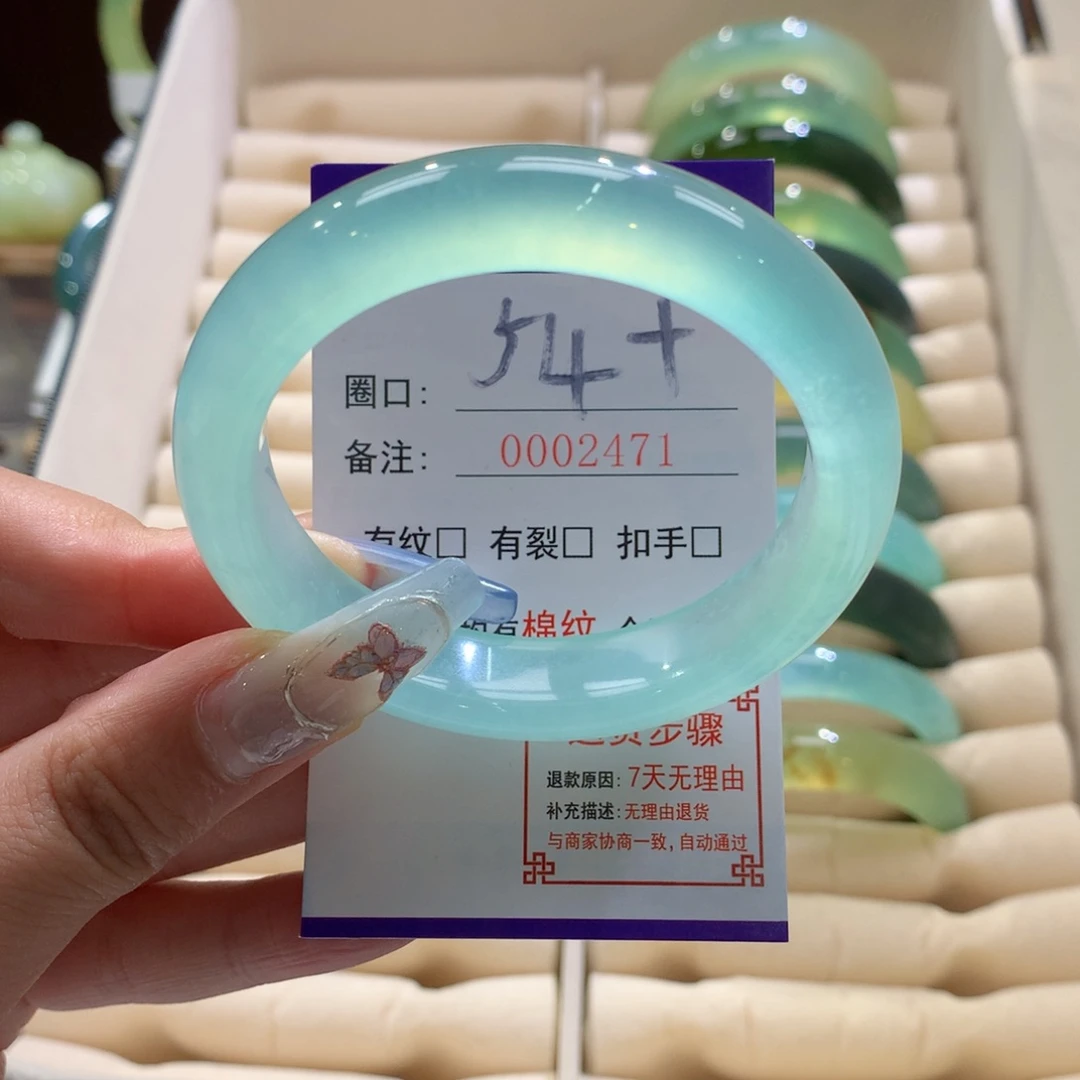 圈口: 54+
备注: 0002471
有纹□ 有裂□ 扣手□
均有棉纹
退货步骤
退款原因: 7天无理由
补充描述: 无理由退货
与商家协商一致, 自动通过